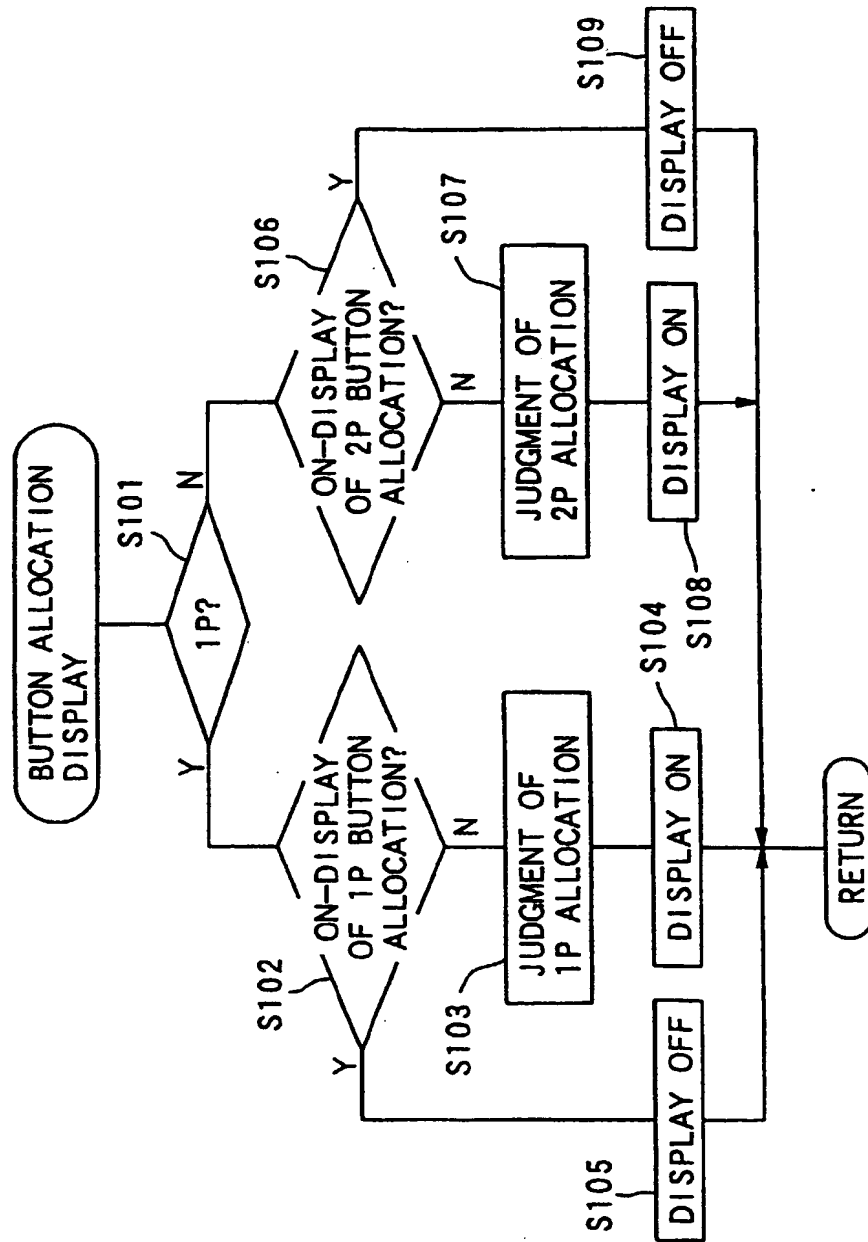 BUTTON ALLOCATION
DISPLAY
S101
1P?
Y
N
S102
ON-DISPLAY
OF 1P BUTTON
ALLOCATION?
Y
N
S106
ON-DISPLAY
OF 2P BUTTON
ALLOCATION?
Y
N
S103
JUDGMENT OF
1P ALLOCATION
S107
JUDGMENT OF
2P ALLOCATION
S105
DISPLAY OFF
S104
DISPLAY ON
S108
DISPLAY ON
S109
DISPLAY OFF
RETURN